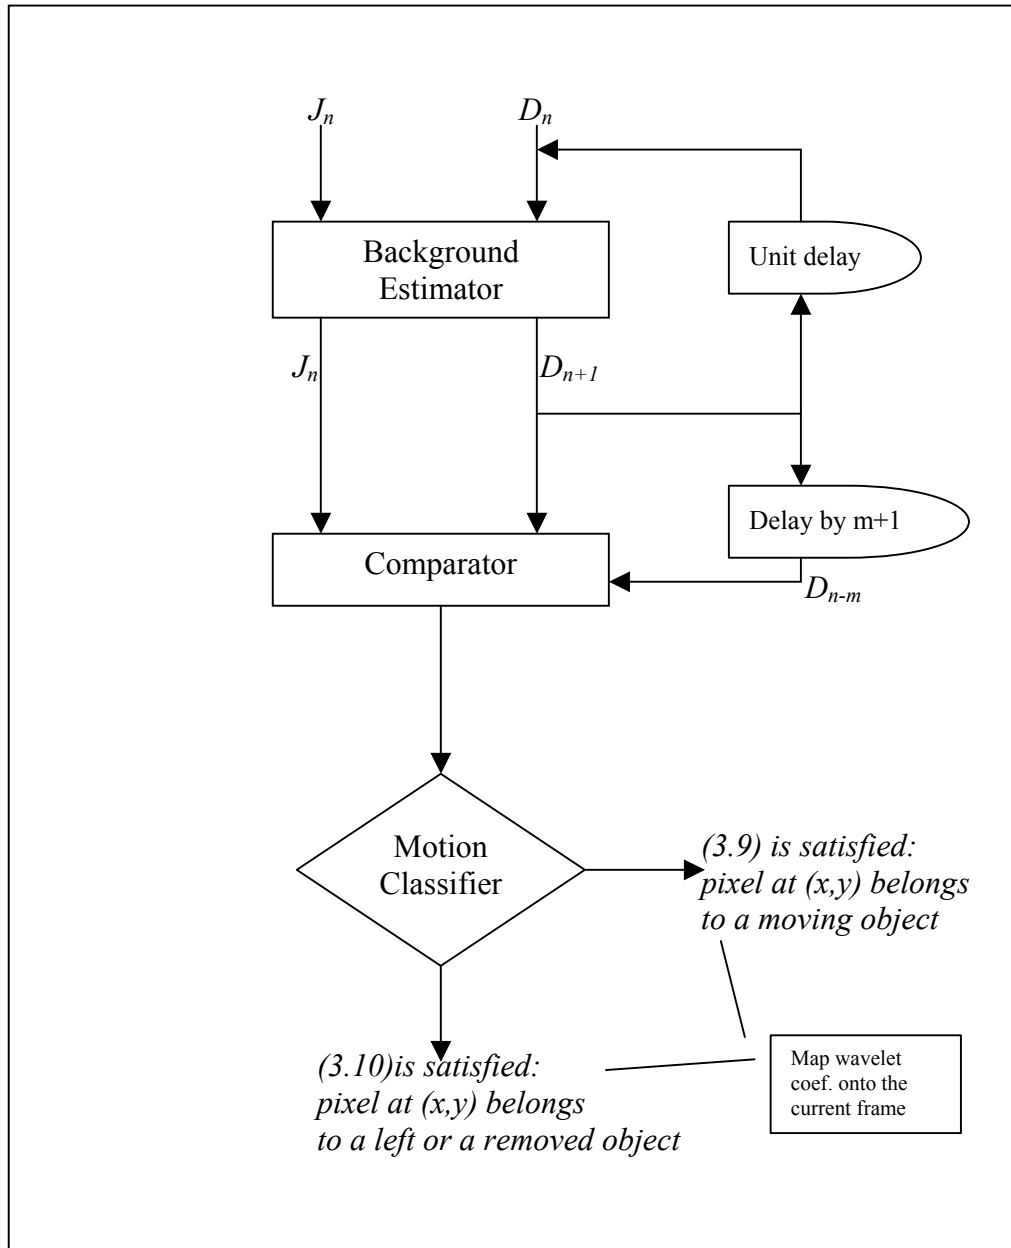 J_n
D_n
Background
Estimator
Unit delay
J_n
D_{n+1}
Delay by m+1
Comparator
D_{n-m}
Motion
Classifier
(3.9) is satisfied:
pixel at (x,y) belongs
to a moving object
(3.10)is satisfied:
pixel at (x,y) belongs
to a left or a removed object
Map wavelet
coef. onto the
current frame